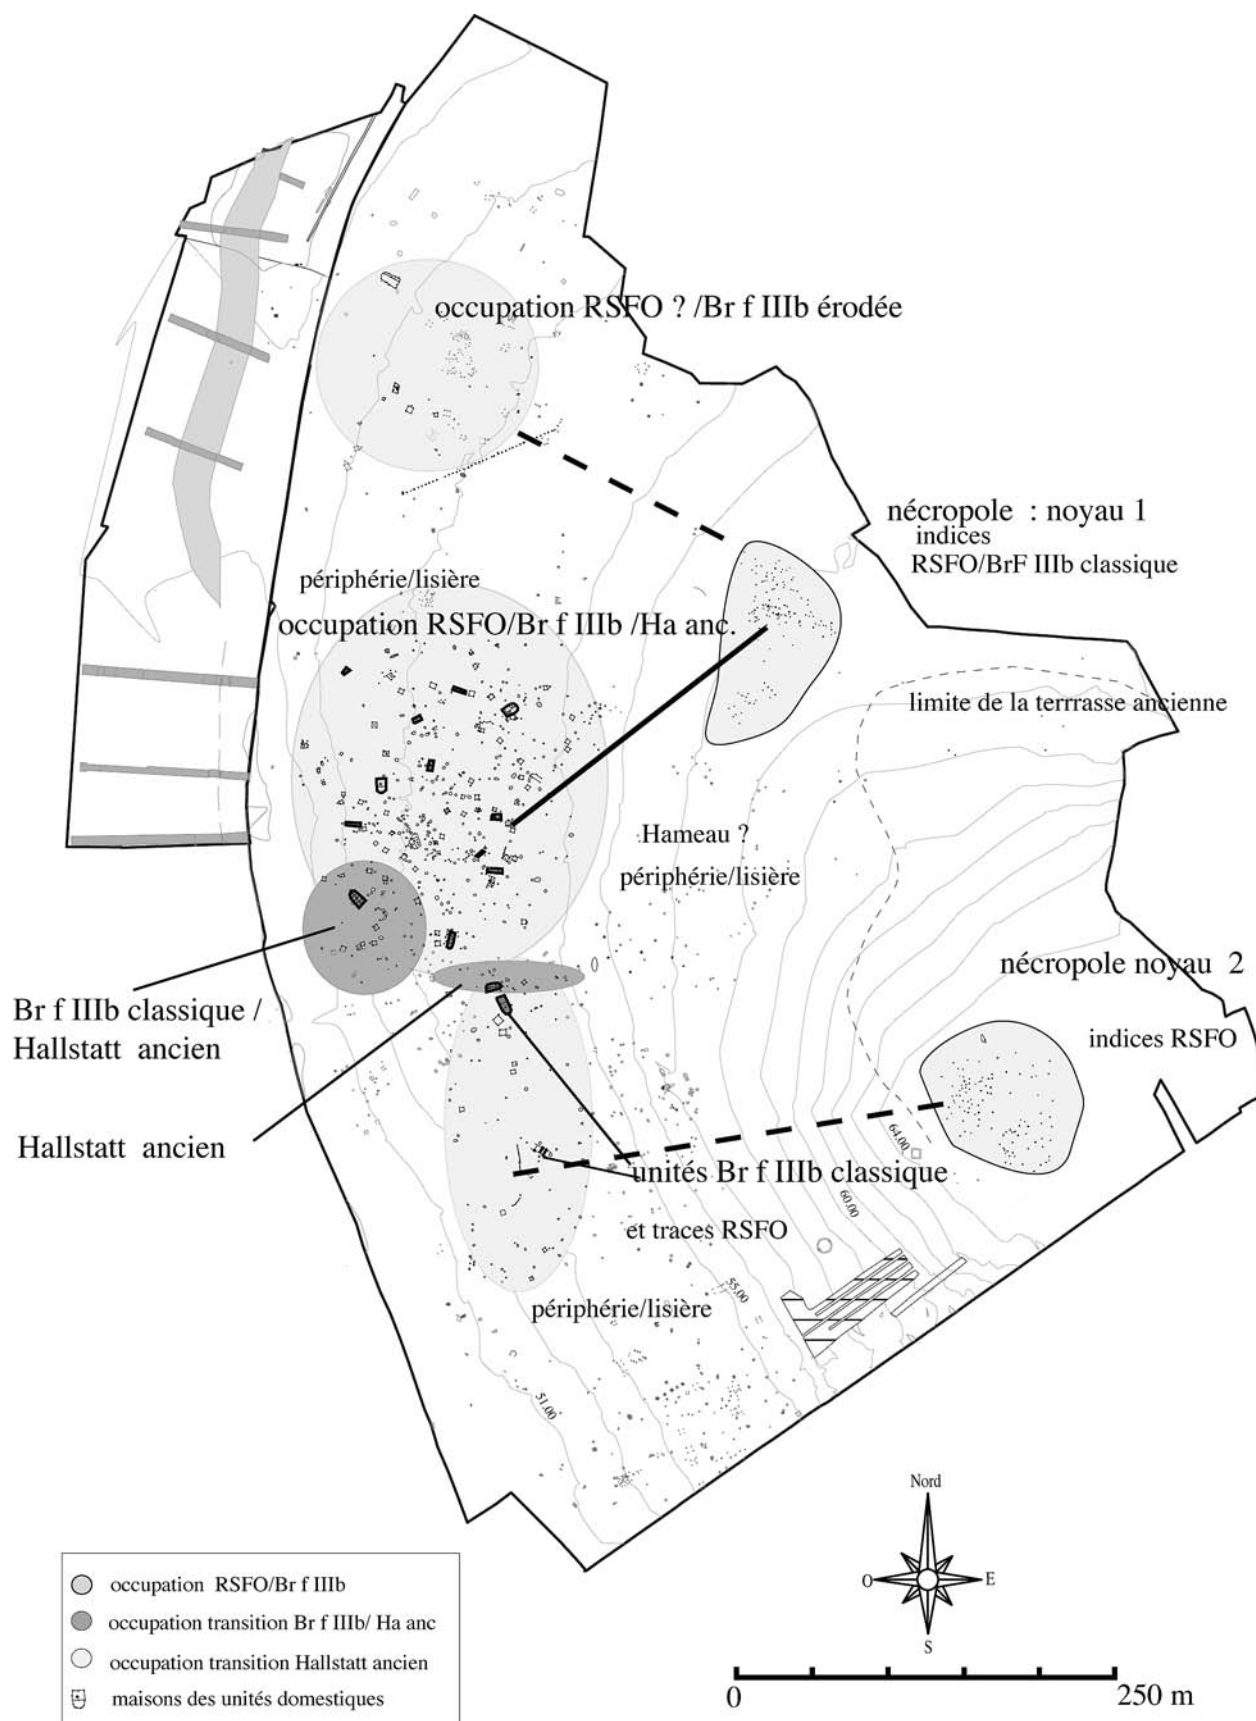 occupation RSFO ? /Br f IIIb érodée
nécropole : noyau 1
indices
RSFO/BrF IIIb classique
périphérie/lisière
occupation RSFO/Br f IIIb /Ha anc.
limite de la terrrasse ancienne
Hameau ?
périphérie/lisière
nécropole noyau 2
Br f IIIb classique /
Hallstatt ancien
indices RSFO
Hallstatt ancien
64.00
unités Br f IIIb classique
60.00
et traces RSFO
55.00
périphérie/lisière
51.00
Nord
O
E
S
occupation RSFO/Br f IIIb
occupation transition Br f IIIb/ Ha anc
occupation transition Hallstatt ancien
maisons des unités domestiques
0
250 m